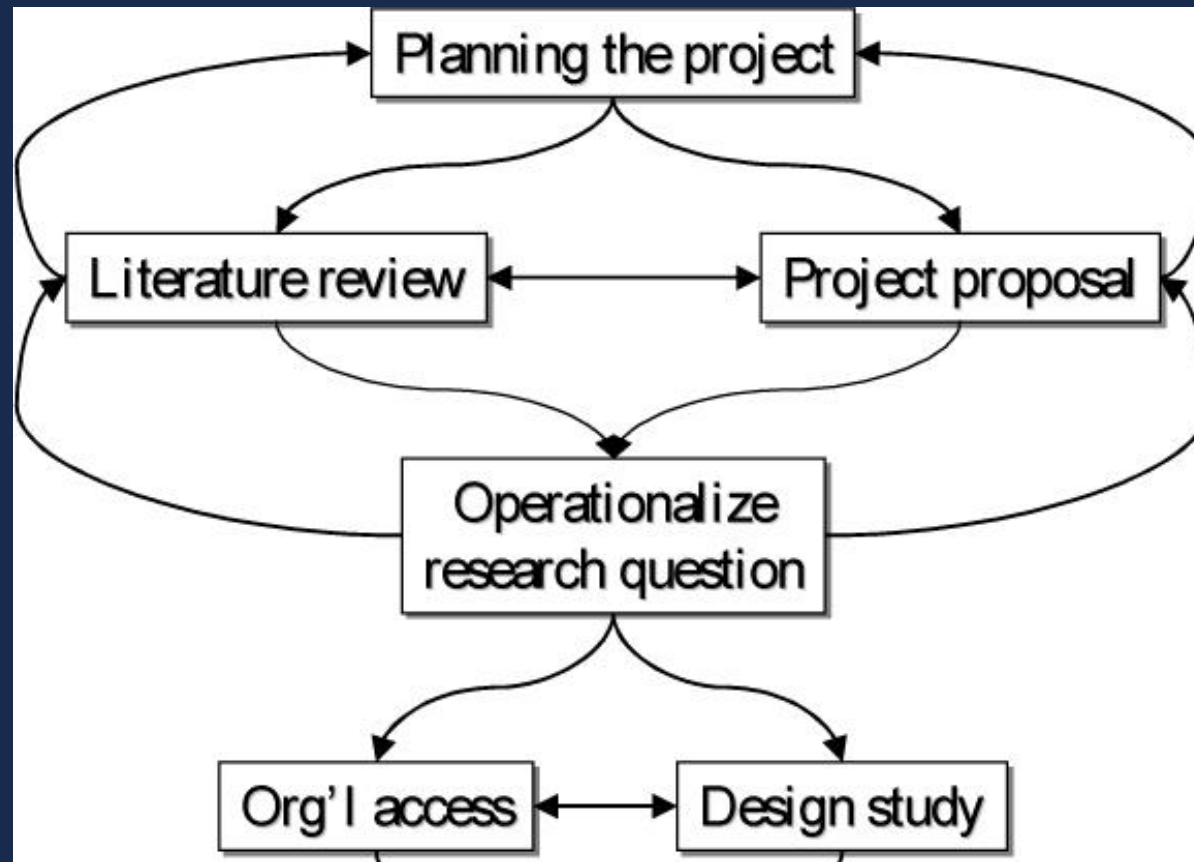 Planning the project
Literature review
Project proposal
Operationalize
research question
Org'l access
Design study